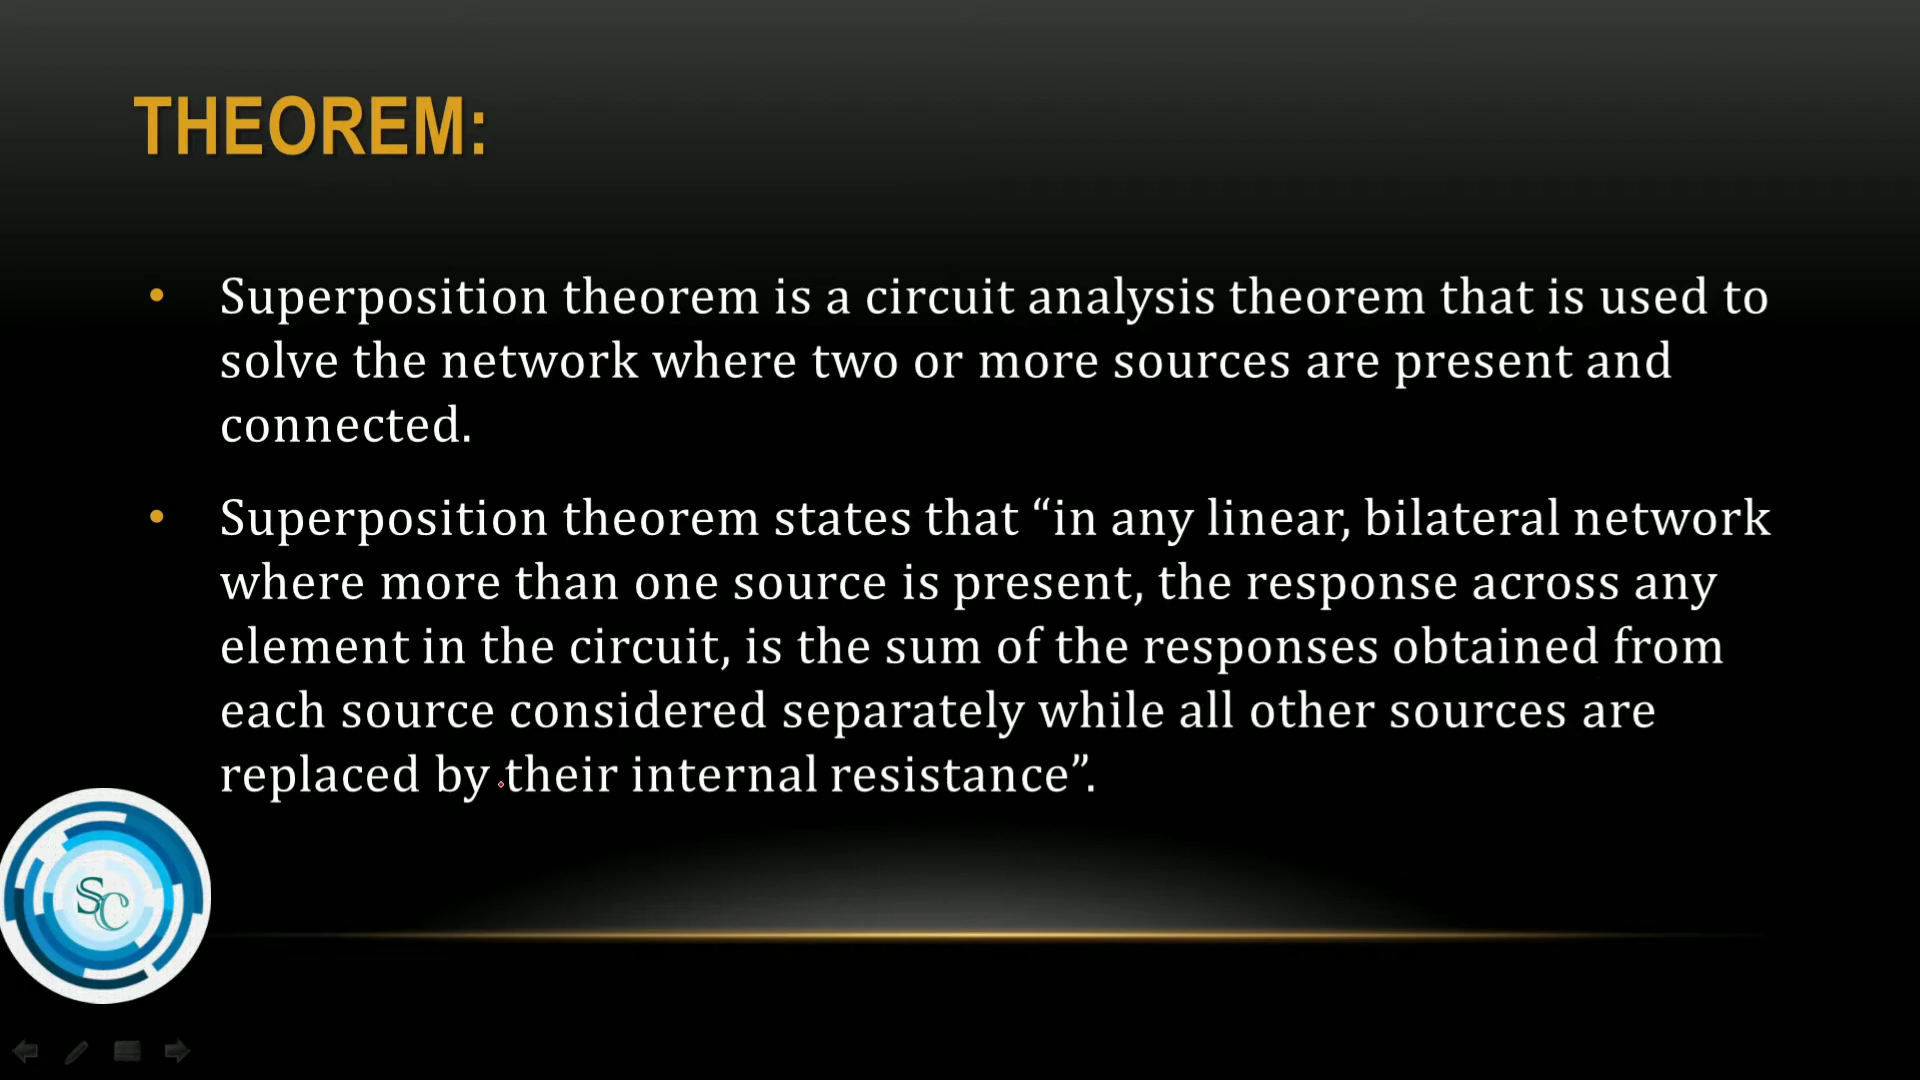 THEOREM:
• Superposition theorem is a circuit analysis theorem that is used to
solve the network where two or more sources are present and
connected.
• Superposition theorem states that “in any linear, bilateral network
where more than one source is present, the response across any
element in the circuit, is the sum of the responses obtained from
each source considered separately while all other sources are
replaced by their internal resistance”.
SC